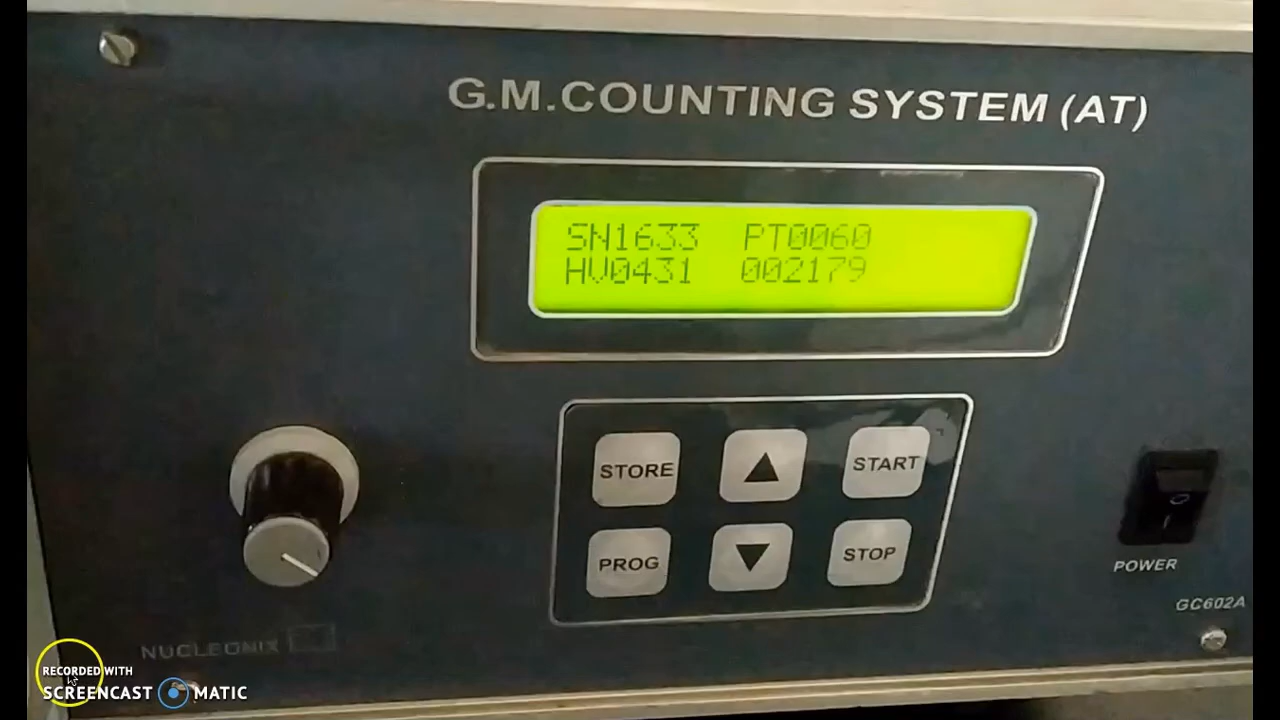 G.M.COUNTING SYSTEM (AT)
SN1633 PT0060
HV0431 002179
STORE
START
PROG
STOP
POWER
GC602A
NUCLEONIX
RECORDED WITH
SCREENCAST MATIC